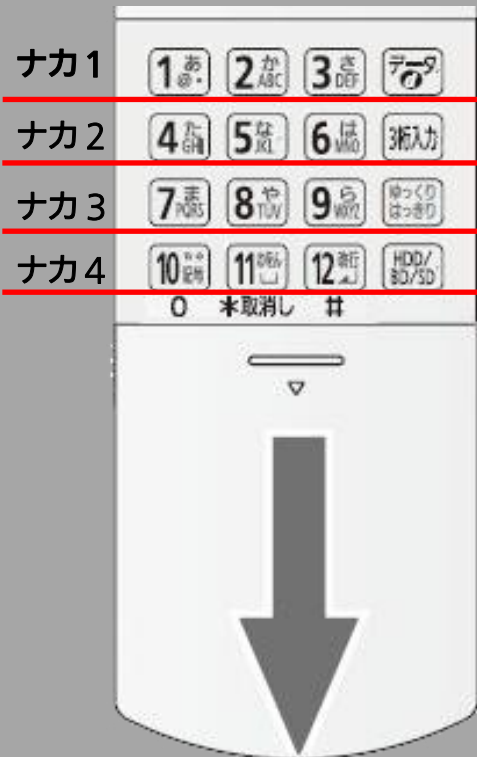 ナカ1 1 あ @・ 2 か ABC 3 さ DEF データ d
ナカ2 4 た GHI 5 な JKL 6 は MNO 3桁入力
ナカ3 7 ま PQRS 8 や TUV 9 ら WXYZ ゆっくり はっきり
ナカ4 10 記号 11 12 改行 HDD/ BD/SD
0 *取消し #